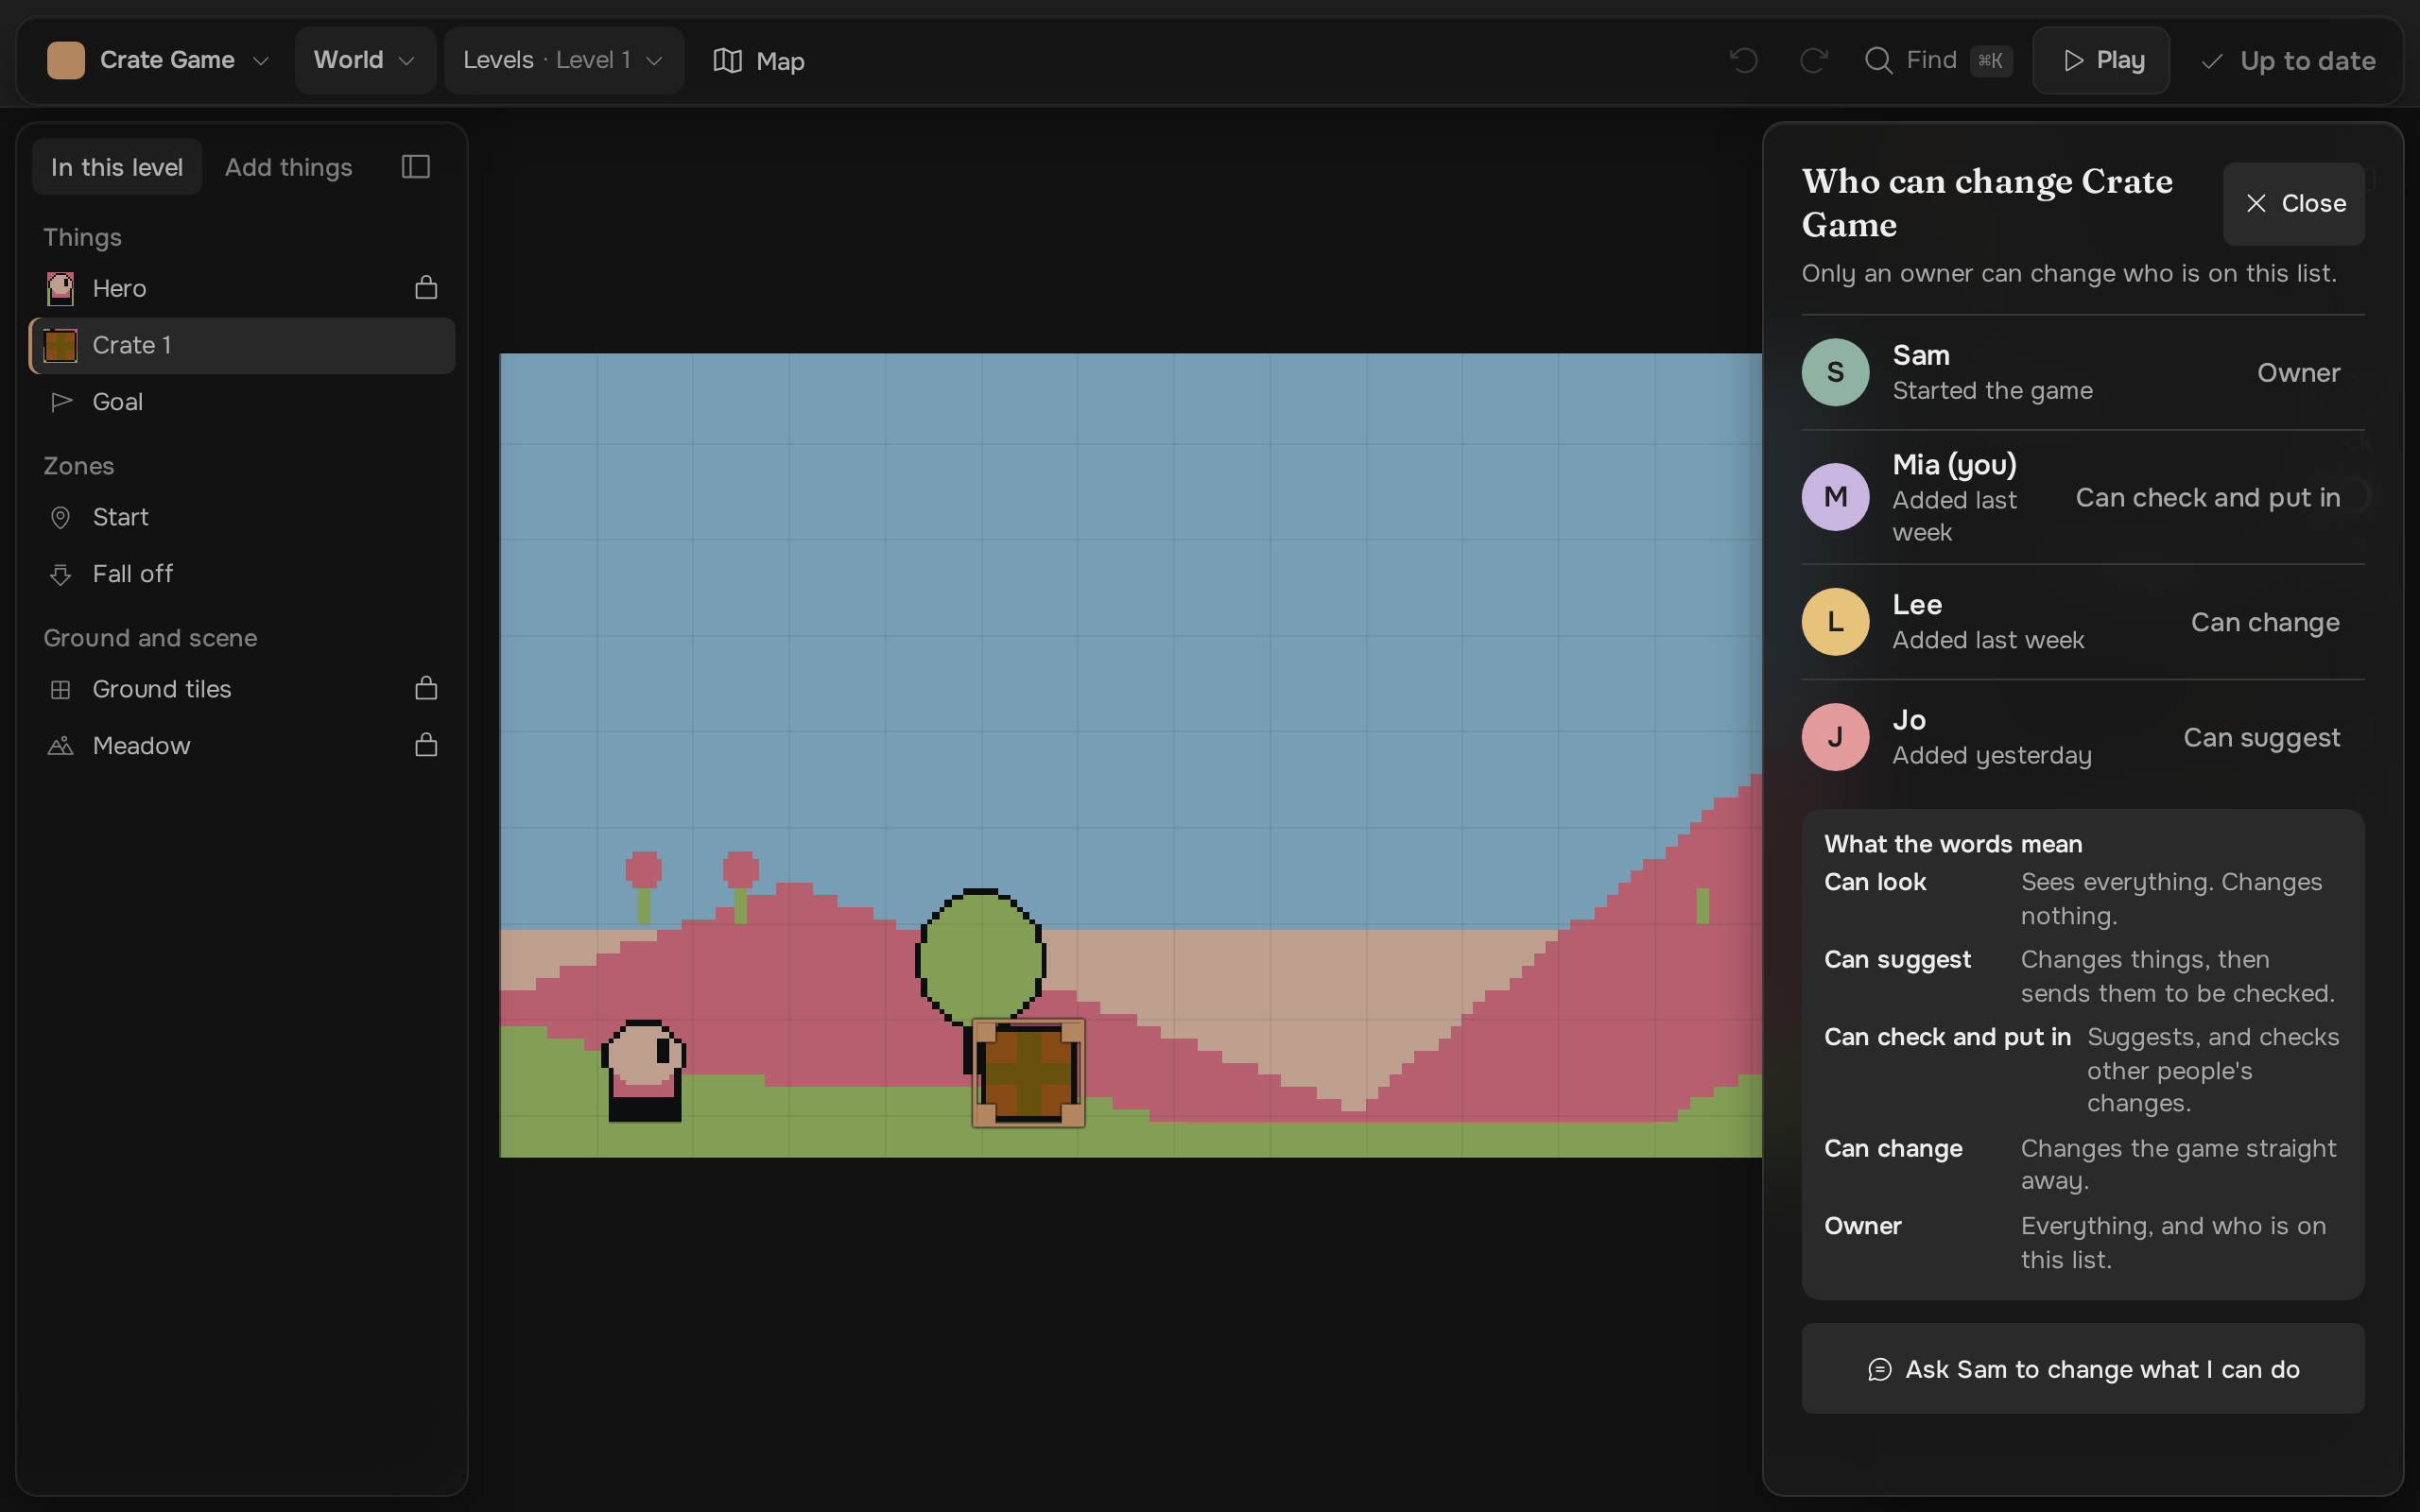 Crate Game
World
Levels · Level 1
Map
Find ⌘K
Play
Up to date
In this level
Add things
Things
Hero
Crate 1
Goal
Zones
Start
Fall off
Ground and scene
Ground tiles
Meadow
Who can change Crate
Game
Close
Only an owner can change who is on this list.
S
Sam
Started the game
Owner
M
Mia (you)
Added last
week
Can check and put in
L
Lee
Added last week
Can change
J
Jo
Added yesterday
Can suggest
What the words mean
Can look
Sees everything. Changes
nothing.
Can suggest
Changes things, then
sends them to be checked.
Can check and put in
Suggests, and checks
other people's
changes.
Can change
Changes the game straight
away.
Owner
Everything, and who is on
this list.
Ask Sam to change what I can do